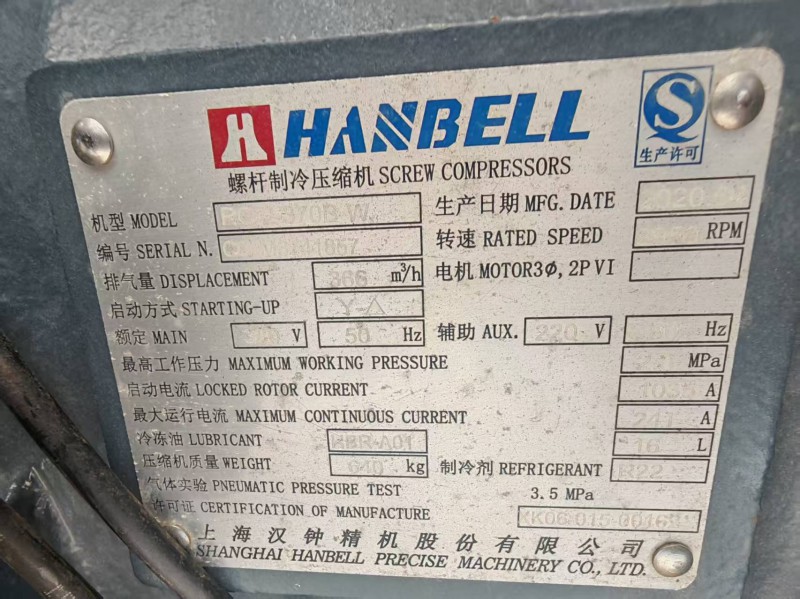 HANBELL
生产许可
螺杆制冷压缩机 SCREW COMPRESSORS
机型 MODEL
生产日期 MFG. DATE 2020
编号 SERIAL N.
转速 RATED SPEED RPM
排气量 DISPLACEMENT m³/h
电机 MOTOR3Φ, 2P VI
启动方式 STARTING-UP Y-△
额定 MAIN V 50 Hz 辅助 AUX. 220 V Hz
最高工作压力 MAXIMUM WORKING PRESSURE MPa
启动电流 LOCKED ROTOR CURRENT A
最大运行电流 MAXIMUM CONTINUOUS CURRENT A
冷冻油 LUBRICANT HBR-A01 16 L
压缩机质量 WEIGHT 640 kg 制冷剂 REFRIGERANT R22
气体实验 PNEUMATIC PRESSURE TEST 3.5 MPa
许可证 CERTIFICATION OF MANUFACTURE
上海汉钟精机股份有限公司
SHANGHAI HANBELL PRECISE MACHINERY CO., LTD.